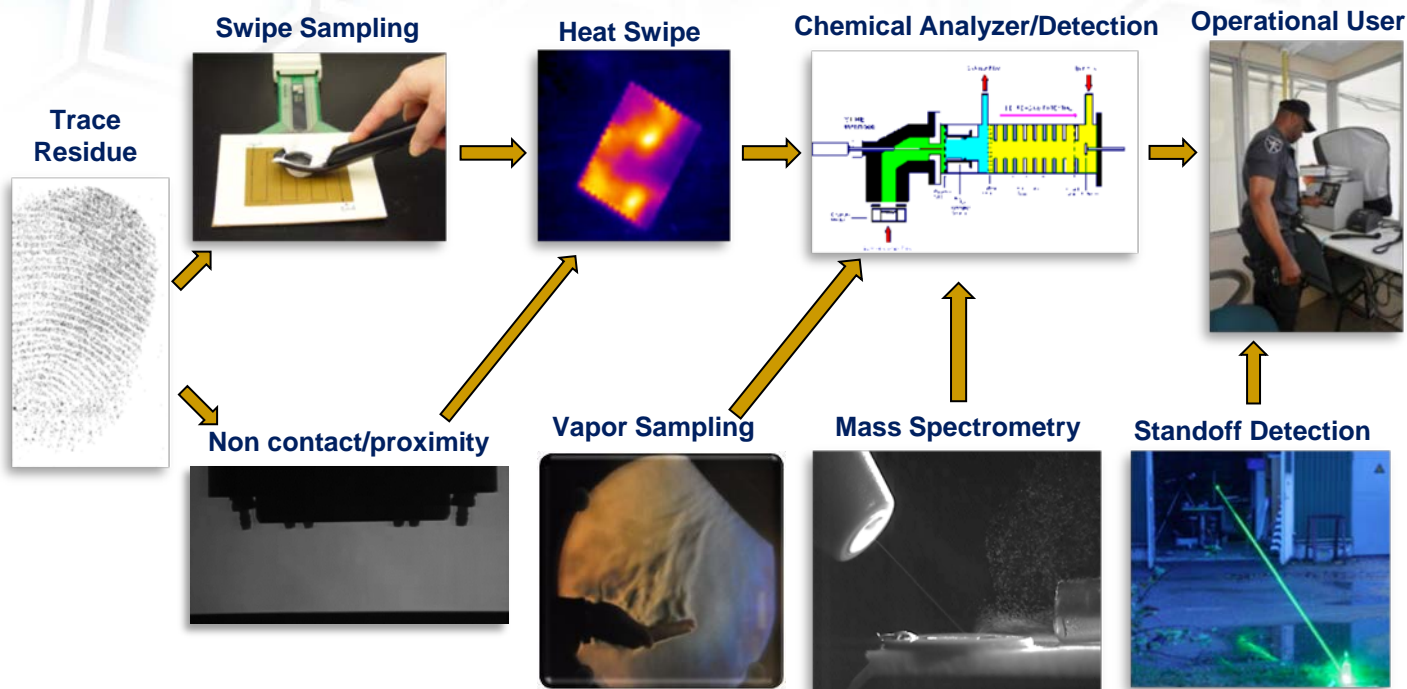 Swipe Sampling
Heat Swipe
Chemical Analyzer/Detection
Operational User
Trace
Residue
Non contact/proximity
Vapor Sampling
Mass Spectrometry
Standoff Detection